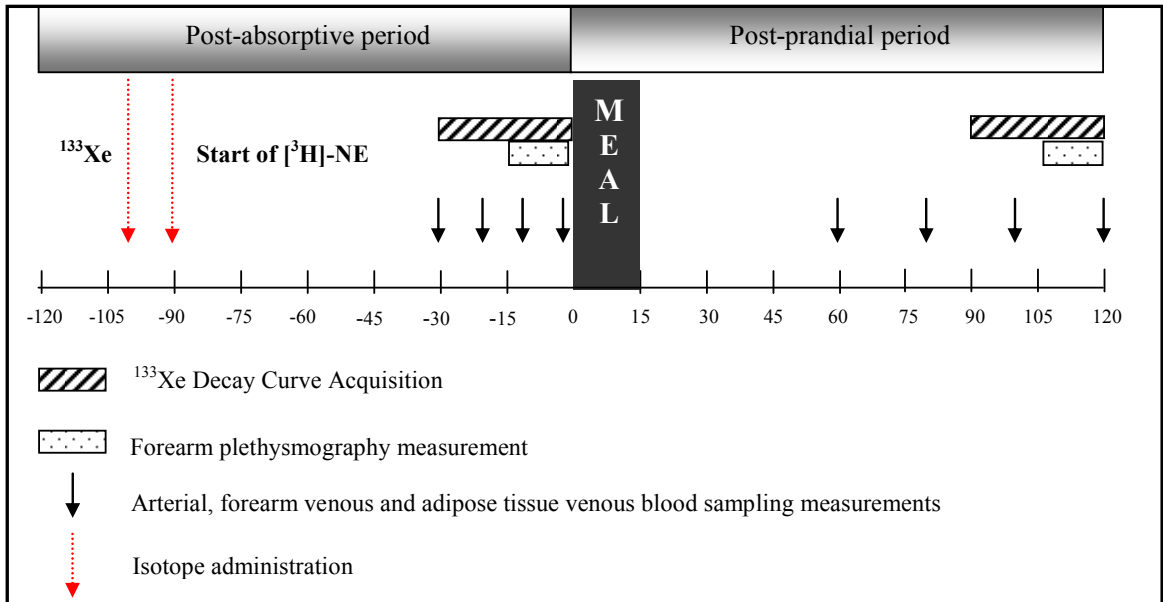 Post-absorptive period Post-prandial period
MEAL
¹³³Xe Start of [³H]-NE
-120 -105 -90 -75 -60 -45 -30 -15 0 15 30 45 60 75 90 105 120
¹³³Xe Decay Curve Acquisition
Forearm plethysmography measurement
Arterial, forearm venous and adipose tissue venous blood sampling measurements
Isotope administration